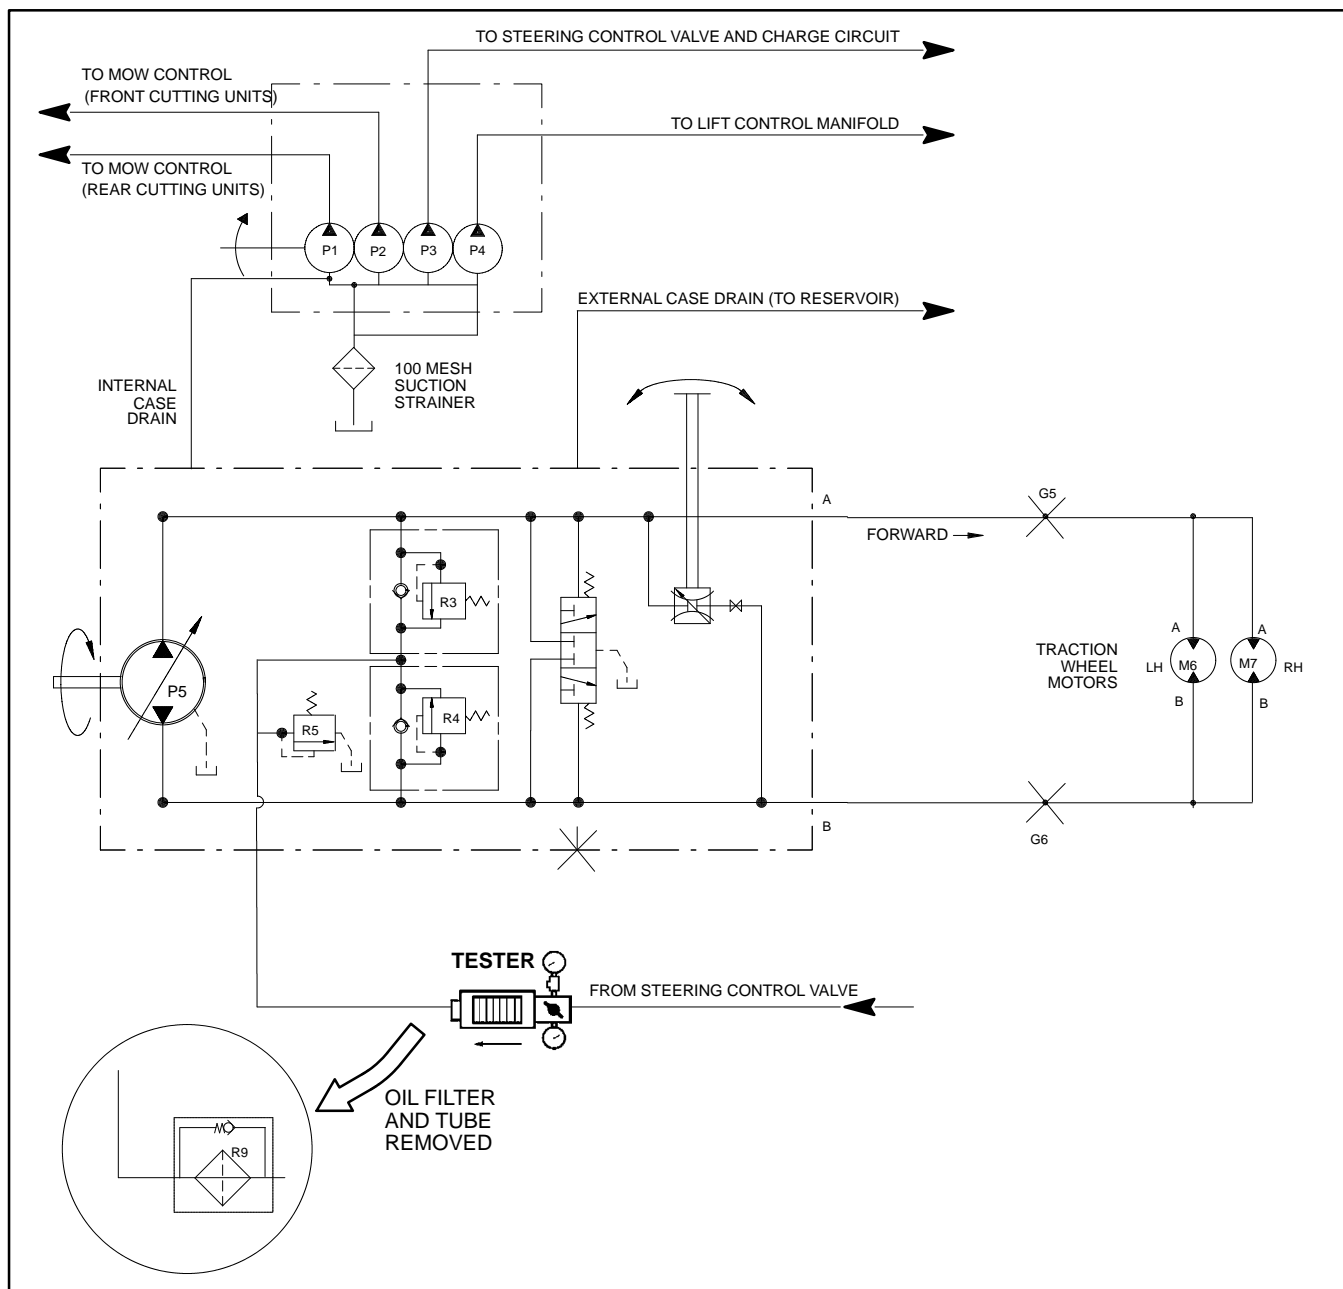 TO STEERING CONTROL VALVE AND CHARGE CIRCUIT
TO MOW CONTROL
(FRONT CUTTING UNITS)
TO LIFT CONTROL MANIFOLD
TO MOW CONTROL
(REAR CUTTING UNITS)
P1
P2
P3
P4
EXTERNAL CASE DRAIN (TO RESERVOIR)
100 MESH
SUCTION
STRAINER
INTERNAL
CASE
DRAIN
A
G5
FORWARD
R3
A
A
TRACTION
WHEEL
MOTORS
LH
M6
M7
RH
P5
B
B
R4
R5
B
G6
TESTER
FROM STEERING CONTROL VALVE
OIL FILTER
AND TUBE
REMOVED
R9